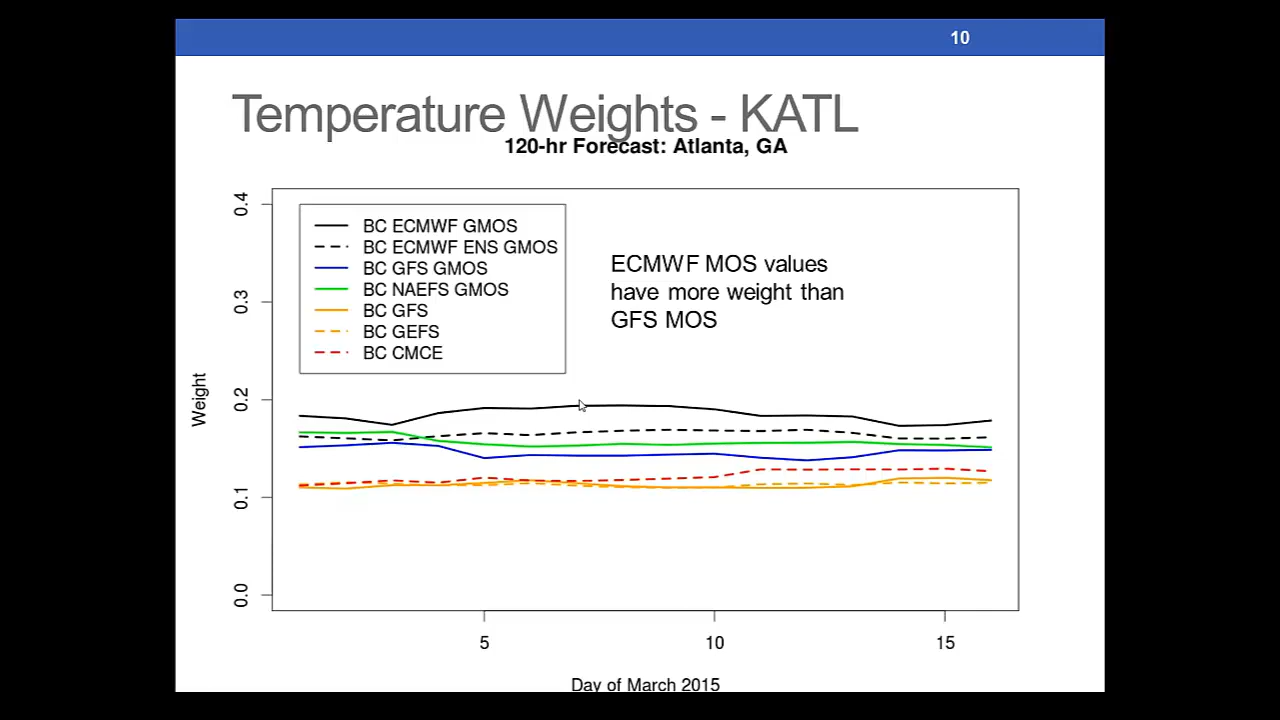 10
Temperature Weights - KATL
120-hr Forecast: Atlanta, GA
BC ECMWF GMOS
BC ECMWF ENS GMOS
BC GFS GMOS
BC NAEFS GMOS
BC GFS
BC GEFS
BC CMCE
ECMWF MOS values
have more weight than
GFS MOS
Weight
0.4
0.3
0.2
0.1
0.0
5
10
15
Day of March 2015